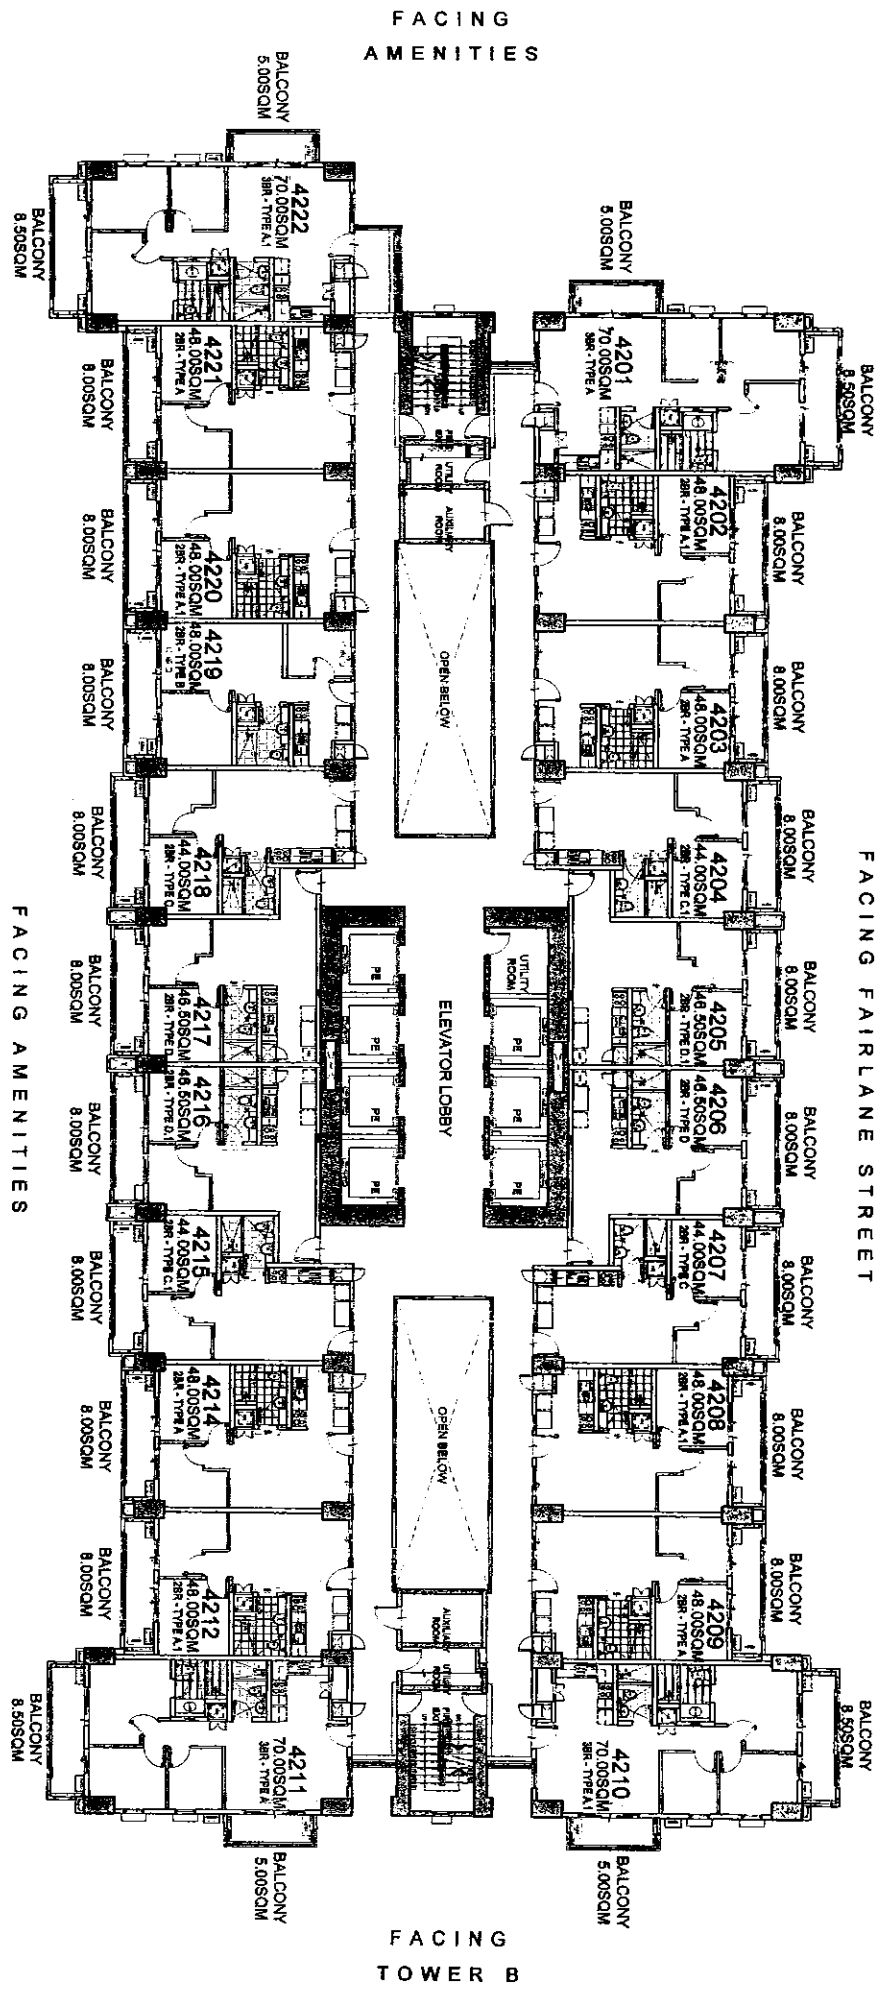 FACING
AMENITIES
BALCONY
5.00SQM
4222
70.00SQM
3BR - TYPE A.1
BALCONY
8.50SQM
BALCONY
5.00SQM
4201
70.00SQM
3BR - TYPE A
BALCONY
8.50SQM
4221
48.00SQM
2BR - TYPE A
BALCONY
8.00SQM
FIRE
EXIT
UTILITY
ROOM
AUXILIARY
ROOM
4202
48.00SQM
2BR - TYPE A.1
BALCONY
8.00SQM
4220
48.00SQM
2BR - TYPE A.1
BALCONY
8.00SQM
4219
48.00SQM
2BR - TYPE B
BALCONY
8.00SQM
OPEN BELOW
4203
48.00SQM
2BR - TYPE A
BALCONY
8.00SQM
4218
44.00SQM
2BR - TYPE C
BALCONY
8.00SQM
4204
44.00SQM
2BR - TYPE C.1
BALCONY
8.00SQM
FACING AMENITIES
FACING FAIRLANE STREET
4217
46.50SQM
2BR - TYPE D
BALCONY
8.00SQM
PE
PE
PE
PE
ELEVATOR LOBBY
UTILITY
ROOM
PE
PE
PE
4205
46.50SQM
2BR - TYPE D.1
BALCONY
8.00SQM
4216
46.50SQM
2BR - TYPE D.1
BALCONY
8.00SQM
4206
46.50SQM
2BR - TYPE D
BALCONY
8.00SQM
4215
44.00SQM
2BR - TYPE C.1
BALCONY
8.00SQM
4207
44.00SQM
2BR - TYPE C
BALCONY
8.00SQM
4214
48.00SQM
2BR - TYPE A
BALCONY
8.00SQM
OPEN BELOW
4208
48.00SQM
2BR - TYPE A.1
BALCONY
8.00SQM
4212
48.00SQM
2BR - TYPE A.1
BALCONY
8.00SQM
AUXILIARY
ROOM
UTILITY
ROOM
FIRE
EXIT
4209
48.00SQM
2BR - TYPE A
BALCONY
8.00SQM
4211
70.00SQM
3BR - TYPE A
BALCONY
8.50SQM
BALCONY
5.00SQM
4210
70.00SQM
3BR - TYPE A.1
BALCONY
8.50SQM
BALCONY
5.00SQM
FACING
TOWER B